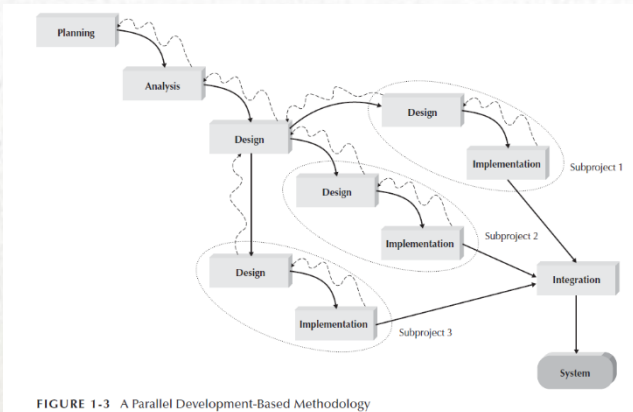 Planning
Analysis
Design
Design
Implementation
Subproject 1
Design
Implementation
Subproject 2
Design
Implementation
Subproject 3
Integration
System
FIGURE 1-3 A Parallel Development-Based Methodology